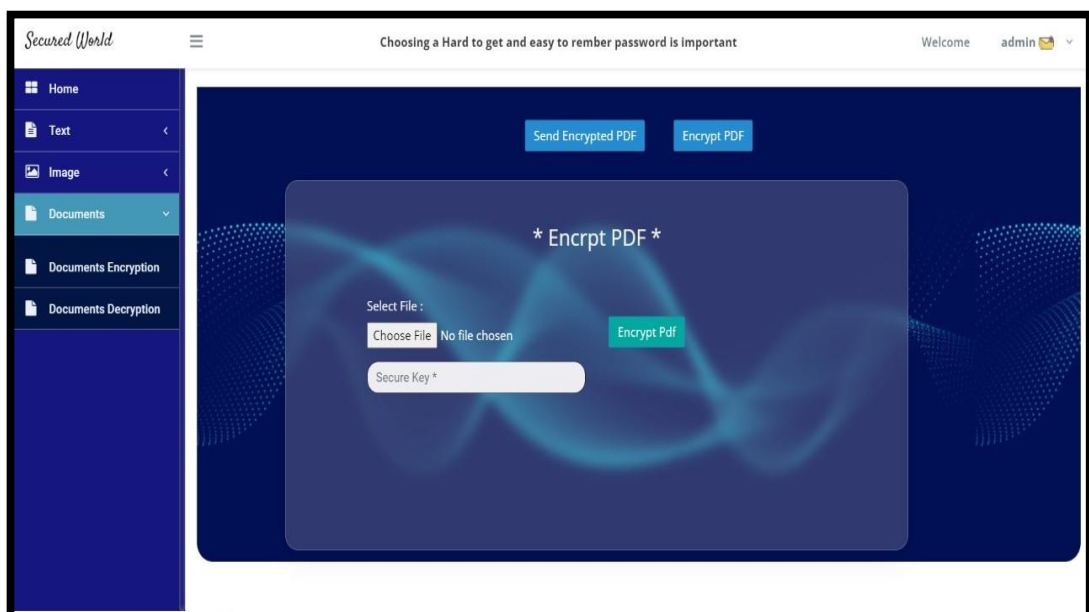 Secured World
Choosing a Hard to get and easy to rember password is important
Welcome
admin
Home
Text
Image
Documents
Documents Encryption
Documents Decryption
Send Encrypted PDF
Encrypt PDF
* Encrpt PDF *
Select File :
Choose File No file chosen
Encrypt Pdf
Secure Key *